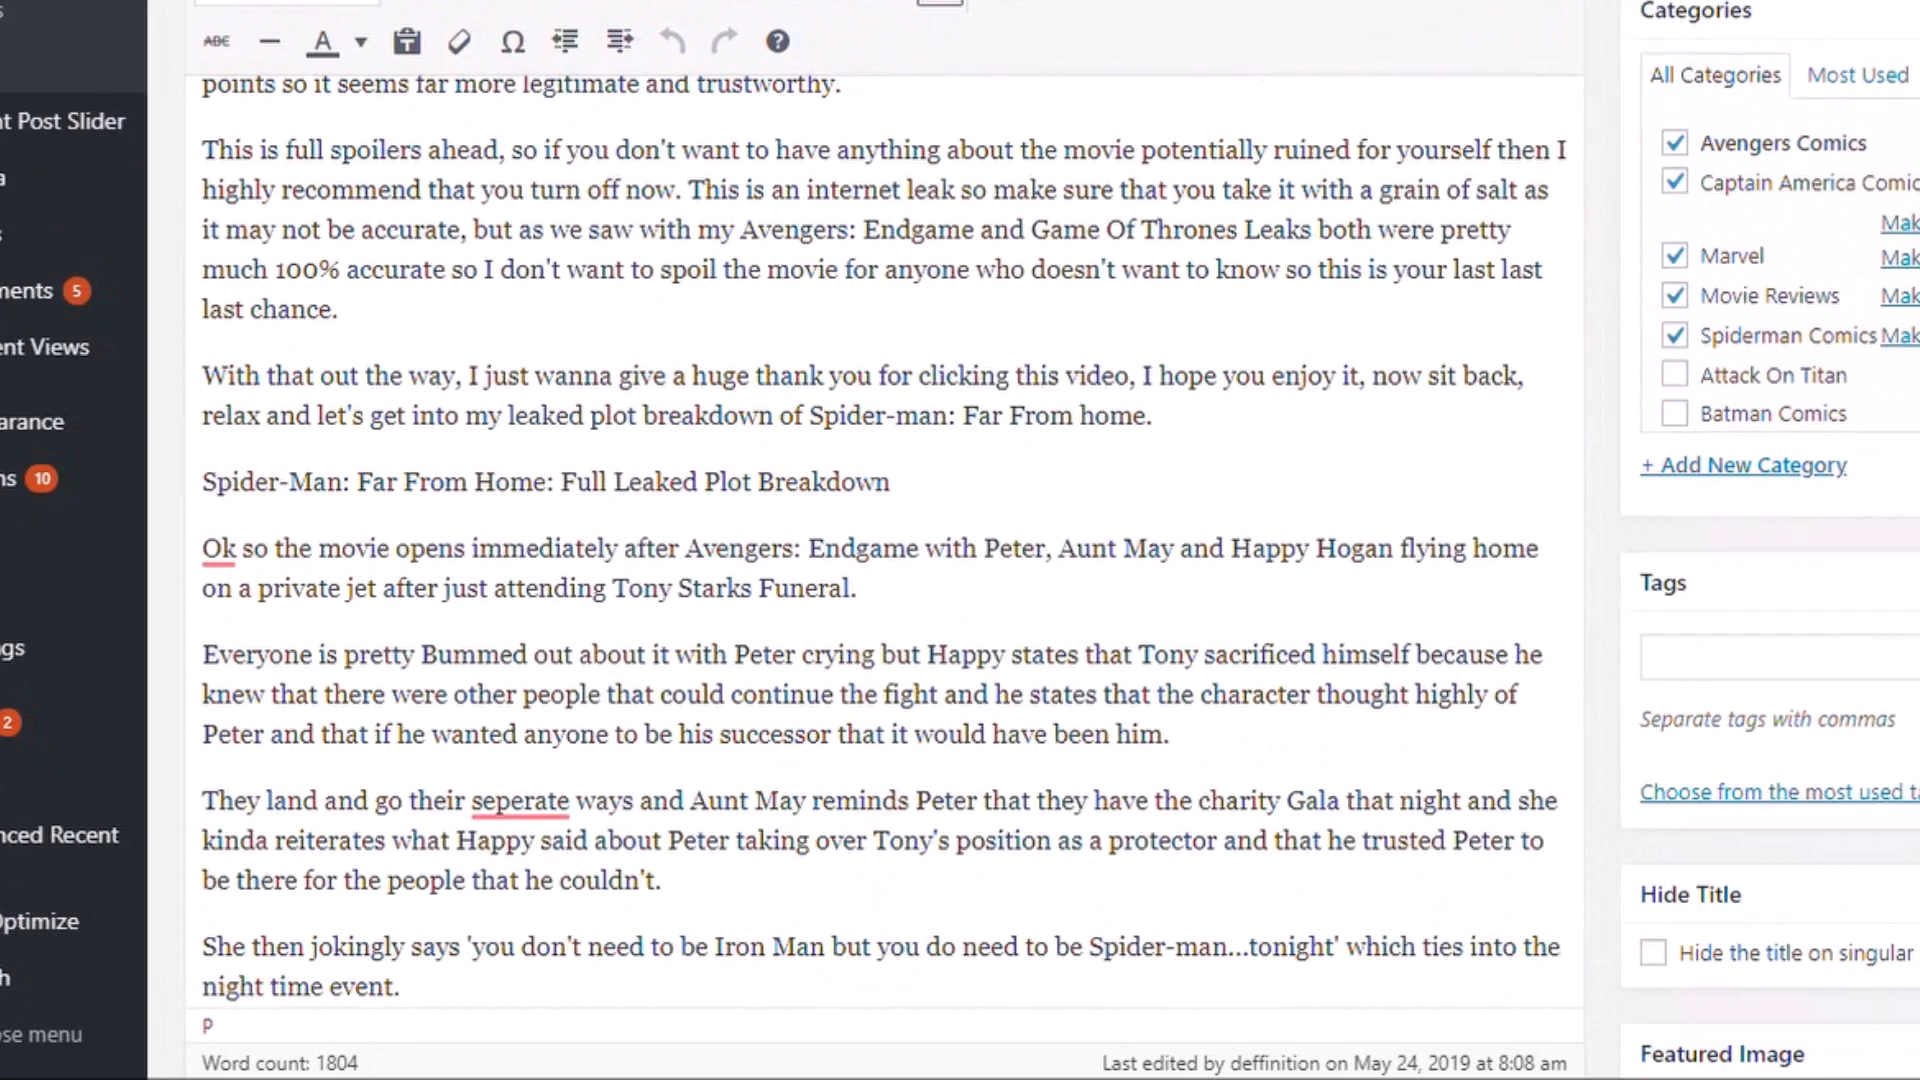 Categories
ABC
A
Ω
?
All Categories
Most Used
points so it seems far more legitimate and trustworthy.
t Post Slider
This is full spoilers ahead, so if you don't want to have anything about the movie potentially ruined for yourself then I
highly recommend that you turn off now. This is an internet leak so make sure that you take it with a grain of salt as
it may not be accurate, but as we saw with my Avengers: Endgame and Game Of Thrones Leaks both were pretty
much 100% accurate so I don't want to spoil the movie for anyone who doesn't want to know so this is your last last
last chance.
With that out the way, I just wanna give a huge thank you for clicking this video, I hope you enjoy it, now sit back,
relax and let's get into my leaked plot breakdown of Spider-man: Far From home.
Spider-Man: Far From Home: Full Leaked Plot Breakdown
Ok so the movie opens immediately after Avengers: Endgame with Peter, Aunt May and Happy Hogan flying home
on a private jet after just attending Tony Starks Funeral.
Everyone is pretty Bummed out about it with Peter crying but Happy states that Tony sacrificed himself because he
knew that there were other people that could continue the fight and he states that the character thought highly of
Peter and that if he wanted anyone to be his successor that it would have been him.
They land and go their seperate ways and Aunt May reminds Peter that they have the charity Gala that night and she
kinda reiterates what Happy said about Peter taking over Tony's position as a protector and that he trusted Peter to
be there for the people that he couldn't.
She then jokingly says 'you don't need to be Iron Man but you do need to be Spider-man...tonight' which ties into the
night time event.
p
Word count: 1804
Last edited by deffinition on May 24, 2019 at 8:08 am
a
s
ments 5
ent Views
arance
ns 10
gs
2
nced Recent
Optimize
h
ose menu
Avengers Comics
Captain America Comic
Mak
Marvel Mak
Movie Reviews Mak
Spiderman Comics Mak
Attack On Titan
Batman Comics
+ Add New Category
Tags
Separate tags with commas
Choose from the most used ta
Hide Title
Hide the title on singular
Featured Image